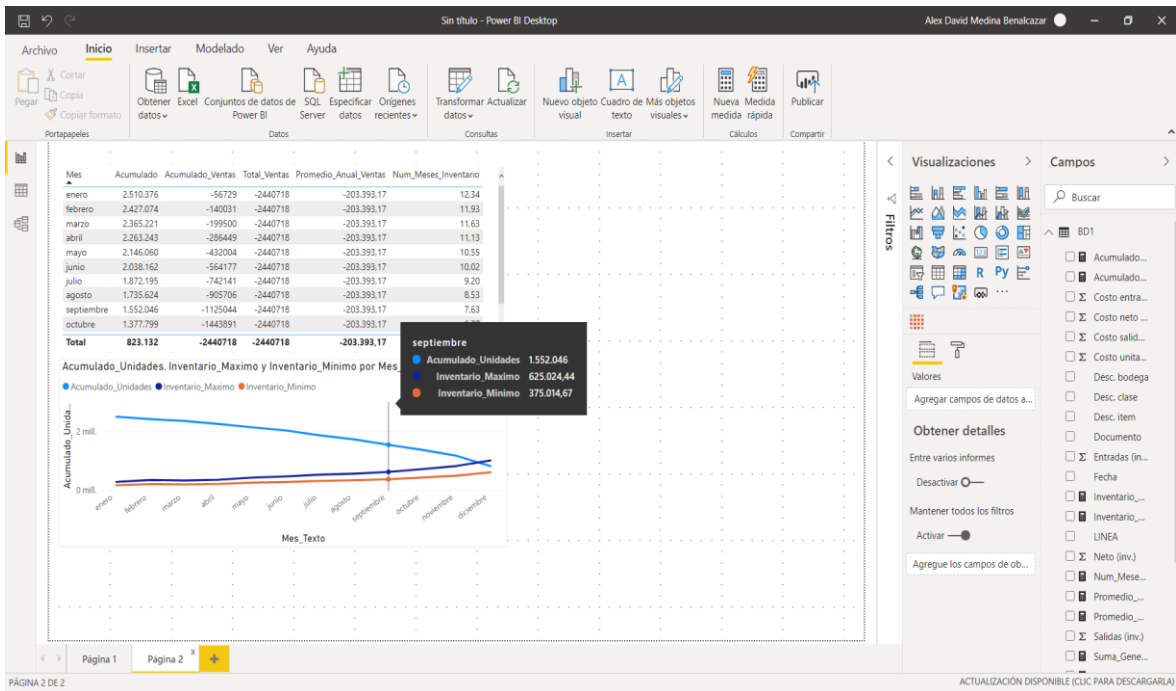 Sin título - Power BI Desktop
Alex David Medina Benalcazar
Archivo Inicio Insertar Modelado Ver Ayuda
Pegar
Cortar
Copia
Copiar formato
Portapapeles
Obtener datos
Excel
Conjuntos de datos de Power BI
SQL Server
Especificar datos
Orígenes recientes
Datos
Transformar datos
Actualizar
Consultas
Nuevo objeto visual
Cuadro de texto
Más objetos visuales
Insertar
Nueva medida
Medida rápida
Cálculos
Publicar
Compartir
Mes Acumulado Acumulado_Ventas Total_Ventas Promedio_Anual_Ventas Num_Meses_Inventario
enero 2.510.376 -56729 -2440718 -203.393,17 12,34
febrero 2.427.074 -140031 -2440718 -203.393,17 11,93
marzo 2.365.221 -199500 -2440718 -203.393,17 11,63
abril 2.263.243 -286449 -2440718 -203.393,17 11,13
mayo 2.146.060 -432004 -2440718 -203.393,17 10,55
junio 2.038.162 -564177 -2440718 -203.393,17 10,02
julio 1.872.195 -742141 -2440718 -203.393,17 9,20
agosto 1.735.624 -905706 -2440718 -203.393,17 8,53
septiembre 1.552.046 -1125044 -2440718 -203.393,17 7,63
octubre 1.377.799 -1443891 -2440718 -203.393,17
Total 823.132 -2440718 -2440718 -203.393,17
septiembre
Acumulado_Unidades 1.552.046
Inventario_Maximo 625.024,44
Inventario_Minimo 375.014,67
Acumulado_Unidades, Inventario_Maximo y Inventario_Minimo por Mes_
Acumulado_Unidades Inventario_Maximo Inventario_Minimo
Acumulado_Unida...
2 mill.
0 mill.
enero febrero marzo abril mayo junio julio agosto septiembre octubre noviembre diciembre
Mes_Texto
Filtros
Visualizaciones
R Py
Valores
Agregar campos de datos a...
Obtener detalles
Entre varios informes
Desactivar
Mantener todos los filtros
Activar
Agregue los campos de ob...
Campos
Buscar
BD1
Acumulado...
Acumulado...
Costo entra...
Costo neto ...
Costo salid...
Costo unita...
Desc. bodega
Desc. clase
Desc. item
Documento
Entradas (in...
Fecha
Inventario_...
Inventario_...
LINEA
Neto (inv.)
Num_Mese...
Promedio_...
Promedio_...
Salidas (inv.)
Suma_Gene...
Página 1 Página 2
PÁGINA 2 DE 2
ACTUALIZACIÓN DISPONIBLE (CLIC PARA DESCARGARLA)